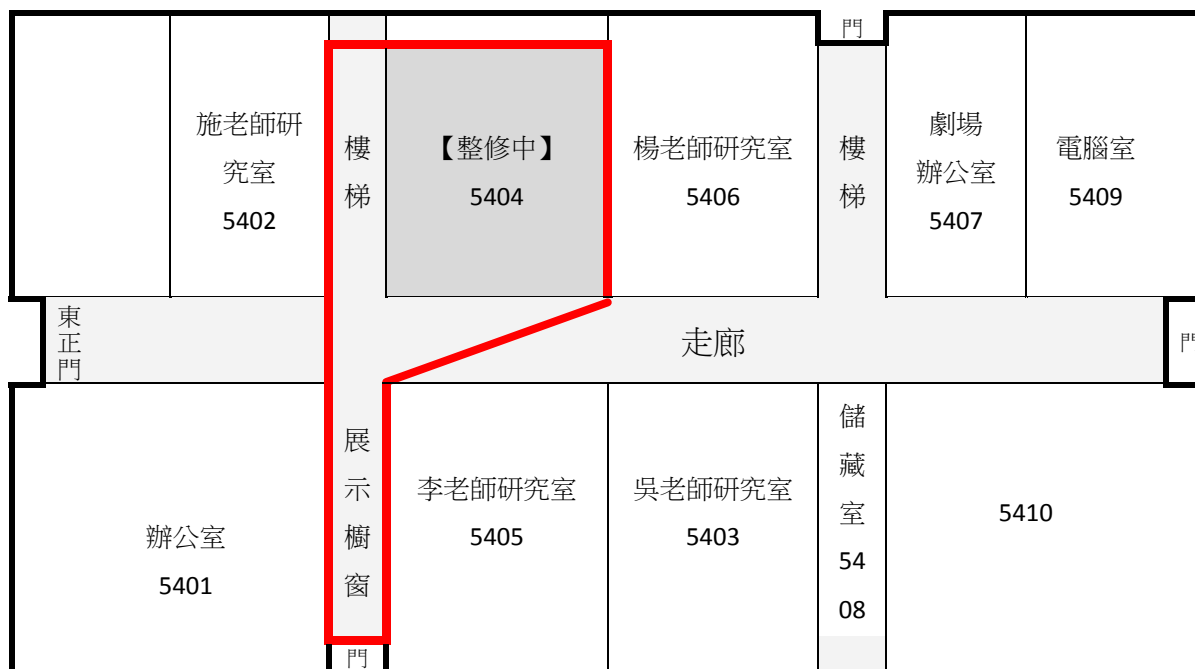 門
施老師研
究室
5402
樓
梯
【整修中】
5404
楊老師研究室
5406
樓
梯
劇場
辦公室
5407
電腦室
5409
東
正
門
走廊
門
辦公室
5401
展
示
櫥
窗
李老師研究室
5405
吳老師研究室
5403
儲
藏
室
54
08
5410
門